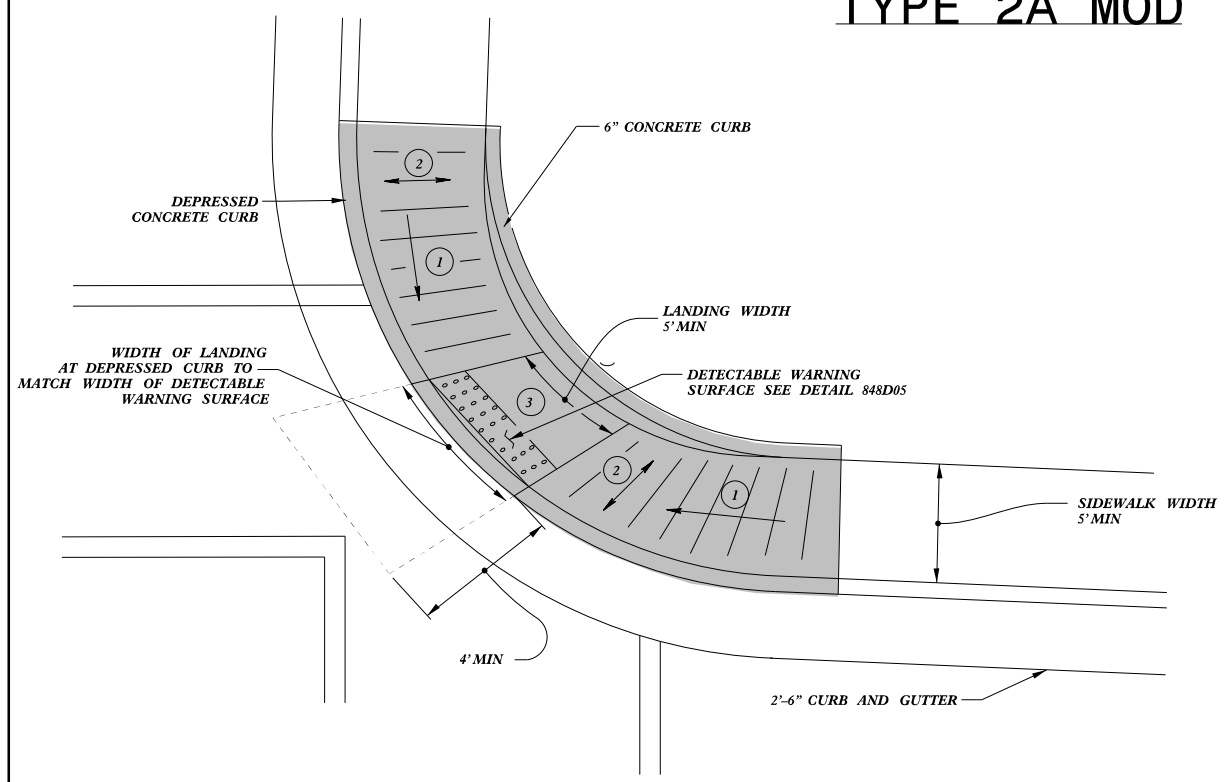 TYPE 2A MOD
6” CONCRETE CURB
2
DEPRESSED
CONCRETE CURB
1
LANDING WIDTH
5’ MIN
WIDTH OF LANDING
AT DEPRESSED CURB TO
MATCH WIDTH OF DETECTABLE
WARNING SURFACE
DETECTABLE WARNING
SURFACE SEE DETAIL 848D05
3
2
1
SIDEWALK WIDTH
5’ MIN
4’ MIN
2’–6” CURB AND GUTTER